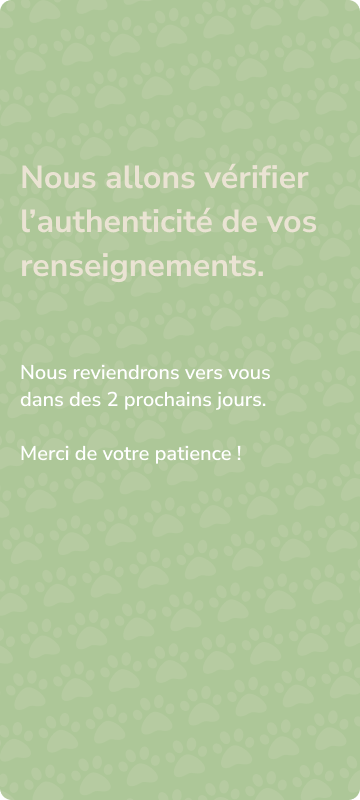 Nous allons vérifier
l’authenticité de vos
renseignements.
Nous reviendrons vers vous
dans des 2 prochains jours.
Merci de votre patience !